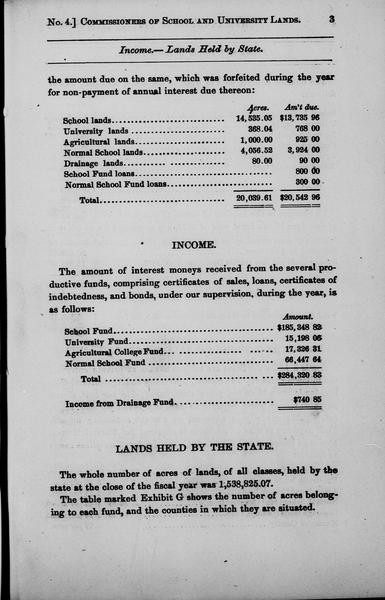 No. 4.] COMMISSIONERS OF SCHOOL AND UNIVERSITY LANDS. 3
Income.— Lands Held by State.
the amount due on the same, which was forfeited during the year
for non-payment of annual interest due thereon:
Acres. Am't due.
School lands 14,535.05 $13,735 96
University lands 368.04 768 00
Agricultural lands 1,000.00 925 00
Normal School lands 4,056.52 3,924 00
Drainage lands 80.00 90 00
School Fund loans 800 00
Normal School Fund loans 300 00
Total 20,039.61 $20,542 96
INCOME.
The amount of interest moneys received from the several pro-
ductive funds, comprising certificates of sales, loans, certificates of
indebtedness, and bonds, under our supervision, during the year, is
as follows:
Amount.
School Fund $185,348 82
University Fund 15,198 06
Agricultural College Fund 17,326 31
Normal School Fund 66,447 64
Total $284,320 83
Income from Drainage Fund $740 85
LANDS HELD BY THE STATE.
The whole number of acres of lands, of all classes, held by the
state at the close of the fiscal year was 1,538,825.07.
The table marked Exhibit G shows the number of acres belong-
ing to each fund, and the counties in which they are situated.